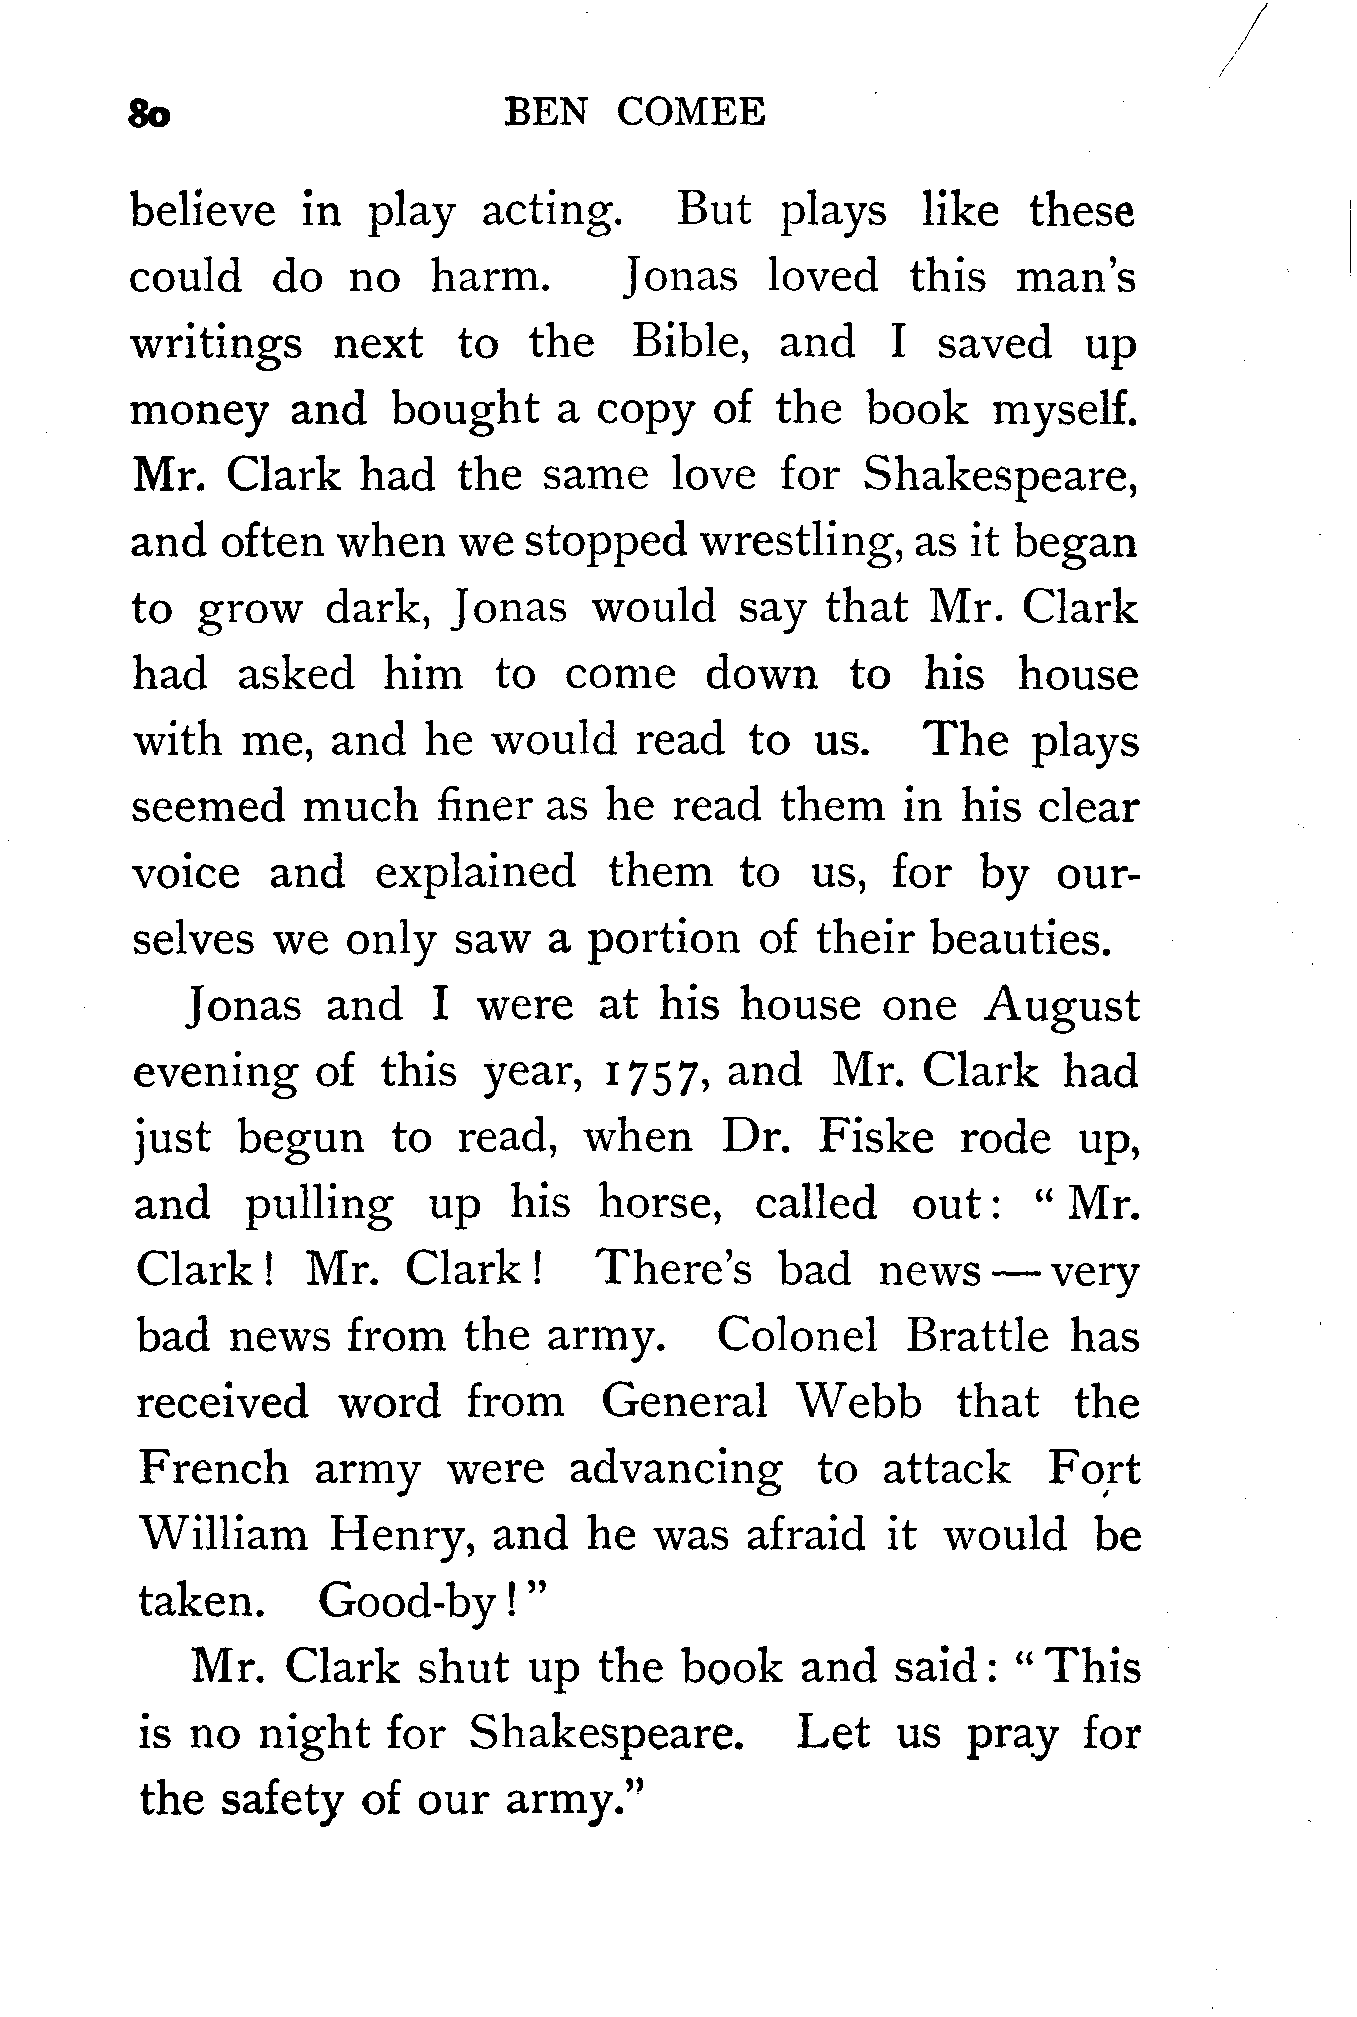 80 BEN COMEE
believe in play acting. But plays like these
could do no harm. Jonas loved this man's
writings next to the Bible, and I saved up
money and bought a copy of the book myself.
Mr. Clark had the same love for Shakespeare,
and often when we stopped wrestling, as it began
to grow dark, Jonas would say that Mr. Clark
had asked him to come down to his house
with me, and he would read to us. The plays
seemed much finer as he read them in his clear
voice and explained them to us, for by our-
selves we only saw a portion of their beauties.
Jonas and I were at his house one August
evening of this year, 1757, and Mr. Clark had
just begun to read, when Dr. Fiske rode up,
and pulling up his horse, called out: "Mr.
Clark! Mr. Clark! There's bad news—very
bad news from the army. Colonel Brattle has
received word from General Webb that the
French army were advancing to attack Fort
William Henry, and he was afraid it would be
taken. Good-by!"
Mr. Clark shut up the book and said: "This
is no night for Shakespeare. Let us pray for
the safety of our army."